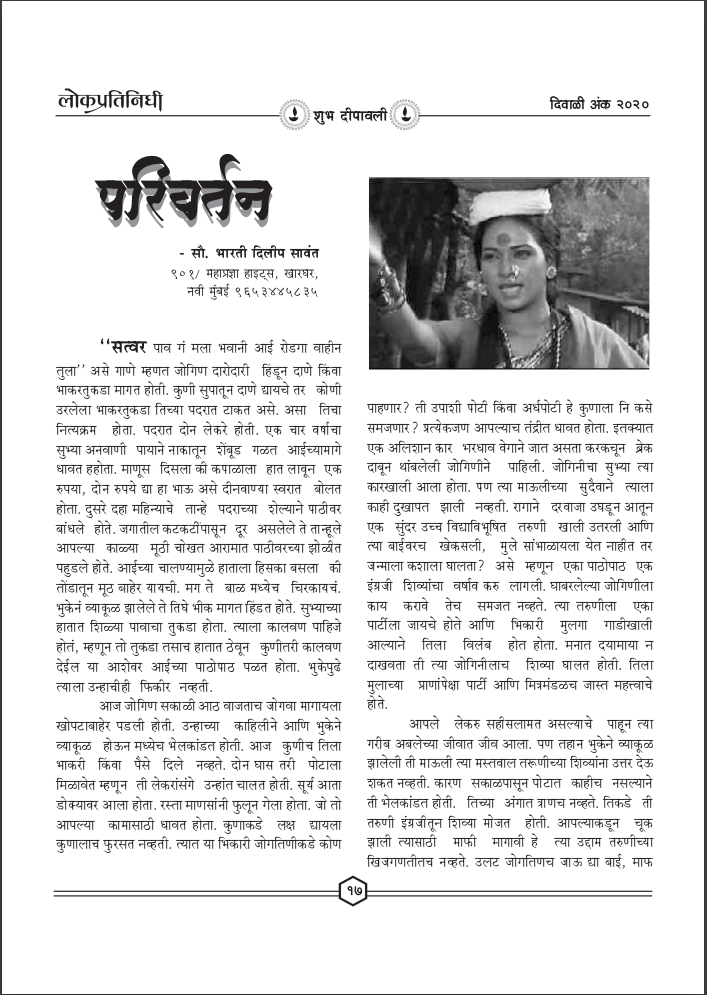 लोकप्रतिनिधी
शुभ दीपावली
दिवाळी अंक २०२०
परिवर्तन
- सौ. भारती दिलीप सावंत
९०१/ महाप्रज्ञा हाइट्स, खारघर,
नवी मुंबई ९६५३४४५८३५
‘‘सत्वर पाव गं मला भवानी आई रोडगा वाहीन
तुला’’ असे गाणे म्हणत जोगिण दारोदारी हिंडून दाणे किंवा
भाकरतुकडा मागत होती. कुणी सुपातून दाणे द्यायचे तर कोणी
उरलेला भाकरतुकडा तिच्या पदरात टाकत असे. असा तिचा
नित्यक्रम होता. पदरात दोन लेकरे होती. एक चार वर्षाचा
सुभ्या अनवाणी पायाने नाकातून शेंबूड गळत आईच्यामागे
धावत हहोता. माणूस दिसला की कपाळाला हात लावून एक
रुपया, दोन रुपये द्या हा भाऊ असे दीनवाण्या स्वरात बोलत
होता. दुसरे दहा महिन्याचे तान्हे पदराच्या शेल्याने पाठीवर
बांधले होते. जगातील कटकटींपासून दूर असलेले ते तान्हूले
आपल्या काळ्या मूठी चोखत आरामात पाठीवरच्या झोळीत
पहुडले होते. आईच्या चालण्यामुळे हाताला हिसका बसला की
तोंडातून मूठ बाहेर यायची. मग ते बाळ मध्येच चिरकायचं.
भुकेनं व्याकूळ झालेले ते तिघे भीक मागत हिंडत होते. सुभ्याच्या
हातात शिळ्या पावाचा तुकडा होता. त्याला कालवण पाहिजे
होतं, म्हणून तो तुकडा तसाच हातात ठेवून कुणीतरी कालवण
देईल या आशेवर आईच्या पाठोपाठ पळत होता. भुकेपुढे
त्याला उन्हाचीही फिकीर नव्हती.
आज जोगिण सकाळी आठ वाजताच जोगवा मागायला
खोपटाबाहेर पडली होती. उन्हाच्या काहिलीने आणि भुकेने
व्याकूळ होऊन मध्येच भेलकांडत होती. आज कुणीच तिला
भाकरी किंवा पैसे दिले नव्हते. दोन घास तरी पोटाला
मिळावेत म्हणून ती लेकरांसंगे उन्हांत चालत होती. सूर्य आता
डोक्यावर आला होता. रस्ता माणसांनी फुलून गेला होता. जो तो
आपल्या कामासाठी धावत होता. कुणाकडे लक्ष द्यायला
कुणालाच फुरसत नव्हती. त्यात या भिकारी जोगतिणीकडे कोण
पाहणार? ती उपाशी पोटी किंवा अर्धपोटी हे कुणाला नि कसे
समजणार? प्रत्येकजण आपल्याच तंद्रीत धावत होता. इतक्यात
एक अलिशान कार भरधाव वेगाने जात असता करकचून ब्रेक
दाबून थांबलेली जोगिणीने पाहिली. जोगिनीचा सुभ्या त्या
कारखाली आला होता. पण त्या माऊलीच्या सुदैवाने त्याला
काही दुखापत झाली नव्हती. रागाने दरवाजा उघडून आतून
एक सुंदर उच्च विद्याविभूषित तरुणी खाली उतरली आणि
त्या बाईवरच खेकसली, मुले सांभाळायला येत नाहीत तर
जन्माला कशाला घालता? असे म्हणून एका पाठोपाठ एक
इंग्रजी शिव्यांचा वर्षाव करु लागली. घाबरलेल्या जोगिणीला
काय करावे तेच समजत नव्हते. त्या तरुणीला एका
पार्टीला जायचे होते आणि भिकारी मुलगा गाडीखाली
आल्याने तिला विलंब होत होता. मनात दयामाया न
दाखवता ती त्या जोगिनीलाच शिव्या घालत होती. तिला
मुलाच्या प्राणांपेक्षा पार्टी आणि मित्रमंडळच जास्त महत्त्वाचे
होते.
आपले लेकरु सहीसलामत असल्याचे पाहून त्या
गरीब अबलेच्या जीवात जीव आला. पण तहान भुकेने व्याकूळ
झालेली ती माऊली त्या मस्तवाल तरूणीच्या शिव्यांना उत्तर देऊ
शकत नव्हती. कारण सकाळपासून पोटात काहीच नसल्याने
ती भेलकांडत होती. तिच्या अंगात त्राणच नव्हते. तिकडे ती
तरुणी इंग्रजीतून शिव्या मोजत होती. आपल्याकडून चूक
झाली त्यासाठी माफी मागावी हे त्या उद्दाम तरुणीच्या
खिजगणतीतच नव्हते. उलट जोगतिणच जाऊ द्या बाई, माफ
१७